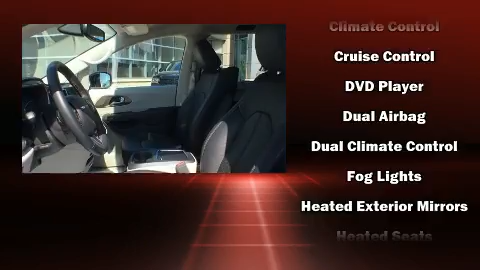 Climate Control
Cruise Control
DVD Player
Dual Airbag
Dual Climate Control
Fog Lights
Heated Exterior Mirrors
Heated Seats